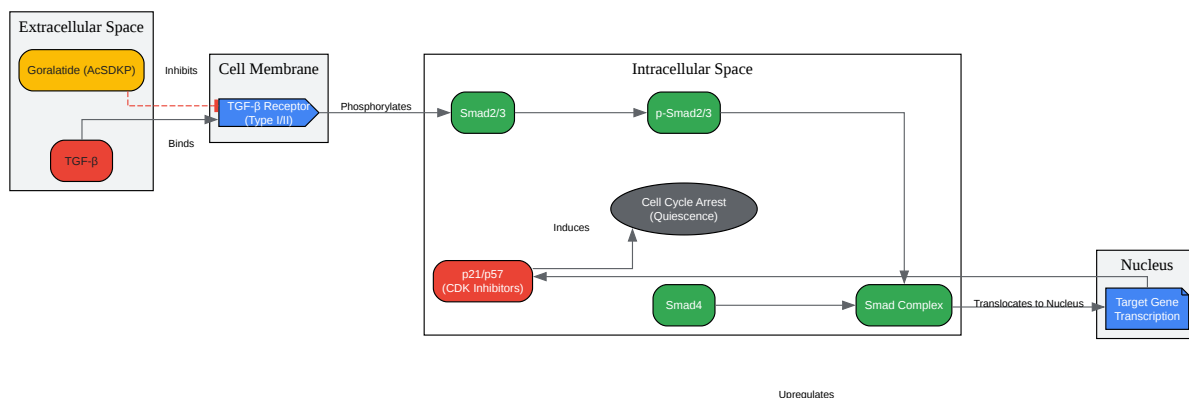 Extracellular Space
Goralatide (AcSDKP)
TGF-β
Inhibits
Binds
Cell Membrane
TGF-β Receptor
(Type I/II)
Phosphorylates
Intracellular Space
Smad2/3
p-Smad2/3
Cell Cycle Arrest
(Quiescence)
Induces
p21/p57
(CDK Inhibitors)
Smad4
Smad Complex
Translocates to Nucleus
Nucleus
Target Gene
Transcription
Upregulates